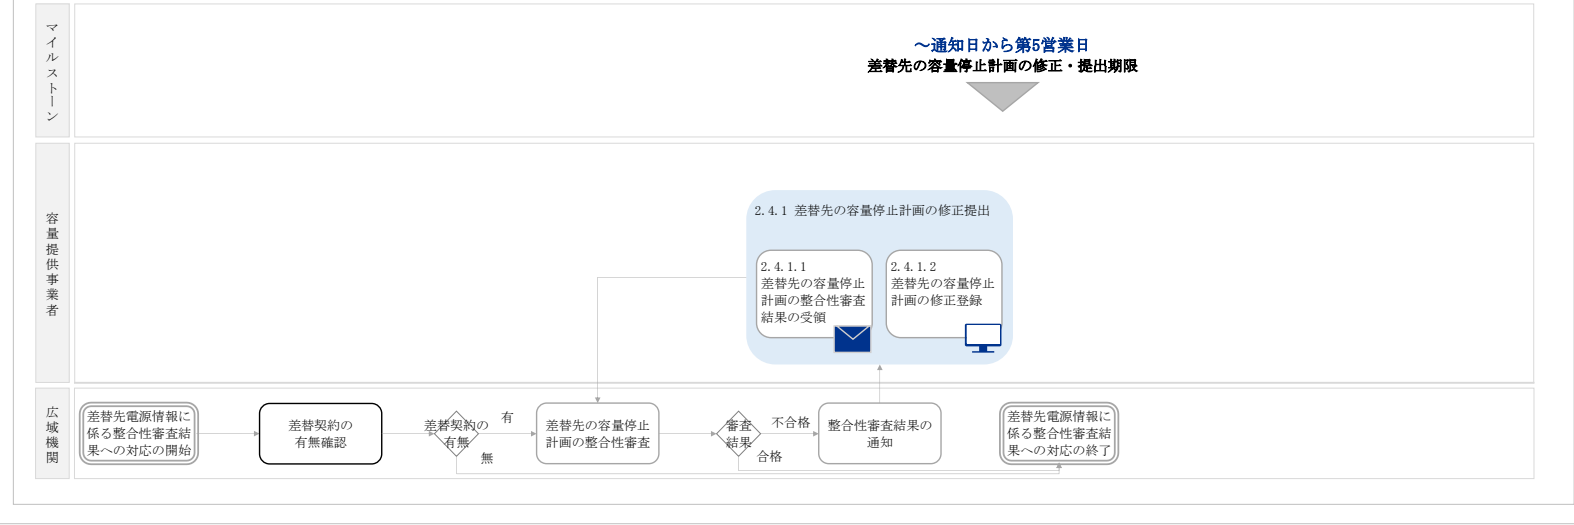 マイルストーン
～通知日から第5営業日
差替先の容量停止計画の修正・提出期限
容量提供事業者
2.4.1 差替先の容量停止計画の修正提出
2.4.1.1
差替先の容量停止
計画の整合性審査
結果の受領
2.4.1.2
差替先の容量停止
計画の修正登録
広域機関
差替先電源情報に
係る整合性審査結
果への対応の開始
差替契約の
有無確認
差替契約の
有無
有
無
差替先の容量停止
計画の整合性審査
審査
結果
不合格
合格
整合性審査結果の
通知
差替先電源情報に
係る整合性審査結
果への対応の終了